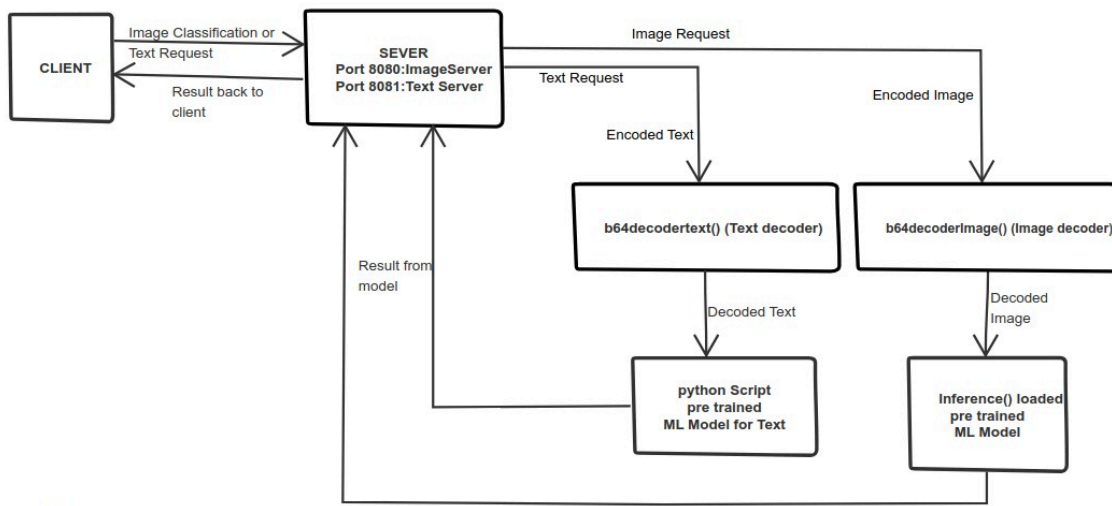 CLIENT
Image Classification or
Text Request
Result back to
client
SEVER
Port 8080:ImageServer
Port 8081:Text Server
Image Request
Text Request
Encoded Image
Encoded Text
b64decodertext() (Text decoder)
b64decoderImage() (Image decoder)
Result from
model
Decoded Text
Decoded
Image
python Script
pre trained
ML Model for Text
Inference() loaded
pre trained
ML Model